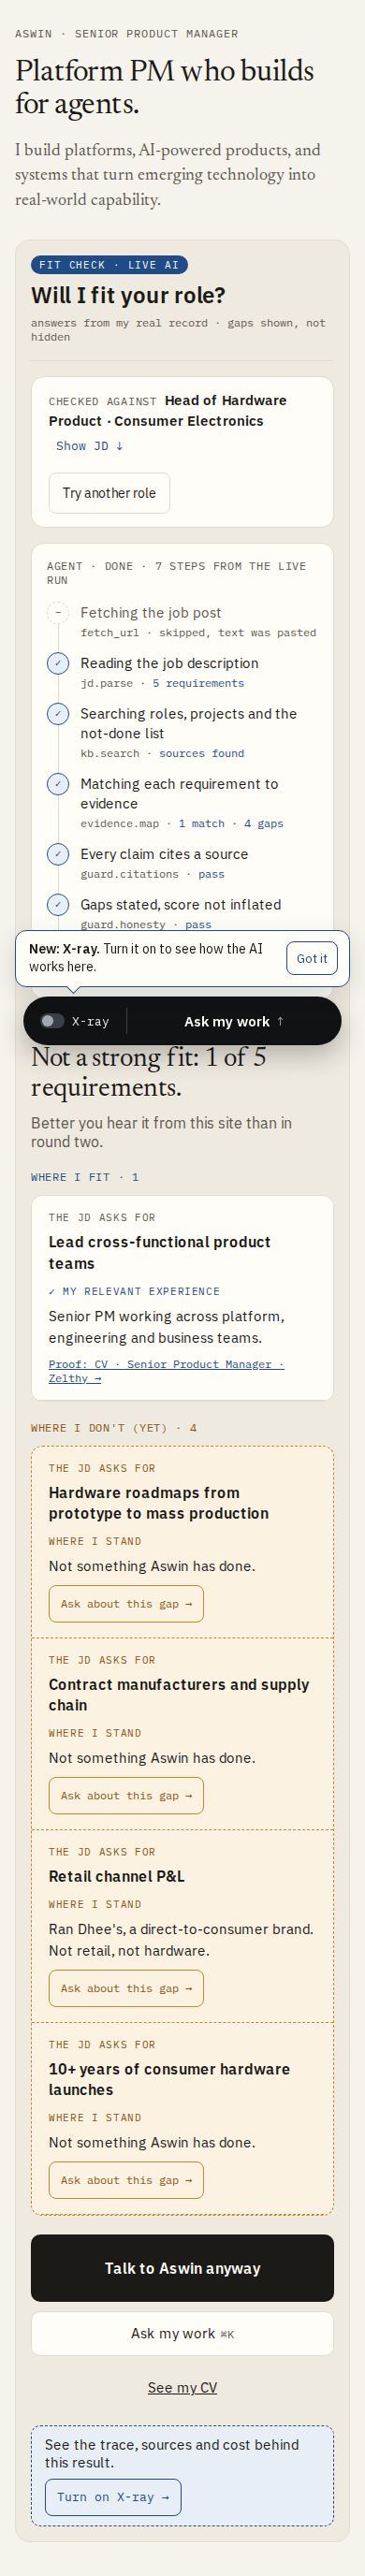 ASWIN · SENIOR PRODUCT MANAGER
Platform PM who builds
for agents.
I build platforms, AI-powered products, and
systems that turn emerging technology into
real-world capability.
FIT CHECK · LIVE AI
Will I fit your role?
answers from my real record · gaps shown, not
hidden
CHECKED AGAINST Head of Hardware
Product · Consumer Electronics
Show JD ↓
Try another role
AGENT · DONE · 7 STEPS FROM THE LIVE
RUN
– Fetching the job post
fetch_url · skipped, text was pasted
✓ Reading the job description
jd.parse · 5 requirements
✓ Searching roles, projects and the
not-done list
kb.search · sources found
✓ Matching each requirement to
evidence
evidence.map · 1 match · 4 gaps
✓ Every claim cites a source
guard.citations · pass
✓ Gaps stated, score not inflated
guard.honesty · pass
New: X-ray. Turn it on to see how the AI
works here.
Got it
X-ray
Ask my work ↑
Not a strong fit: 1 of 5
requirements.
Better you hear it from this site than in
round two.
WHERE I FIT · 1
THE JD ASKS FOR
Lead cross-functional product
teams
✓ MY RELEVANT EXPERIENCE
Senior PM working across platform,
engineering and business teams.
Proof: CV · Senior Product Manager ·
Zelthy →
WHERE I DON'T (YET) · 4
THE JD ASKS FOR
Hardware roadmaps from
prototype to mass production
WHERE I STAND
Not something Aswin has done.
Ask about this gap →
THE JD ASKS FOR
Contract manufacturers and supply
chain
WHERE I STAND
Not something Aswin has done.
Ask about this gap →
THE JD ASKS FOR
Retail channel P&L
WHERE I STAND
Ran Dhee's, a direct-to-consumer brand.
Not retail, not hardware.
Ask about this gap →
THE JD ASKS FOR
10+ years of consumer hardware
launches
WHERE I STAND
Not something Aswin has done.
Ask about this gap →
Talk to Aswin anyway
Ask my work ⌘K
See my CV
See the trace, sources and cost behind
this result.
Turn on X-ray →